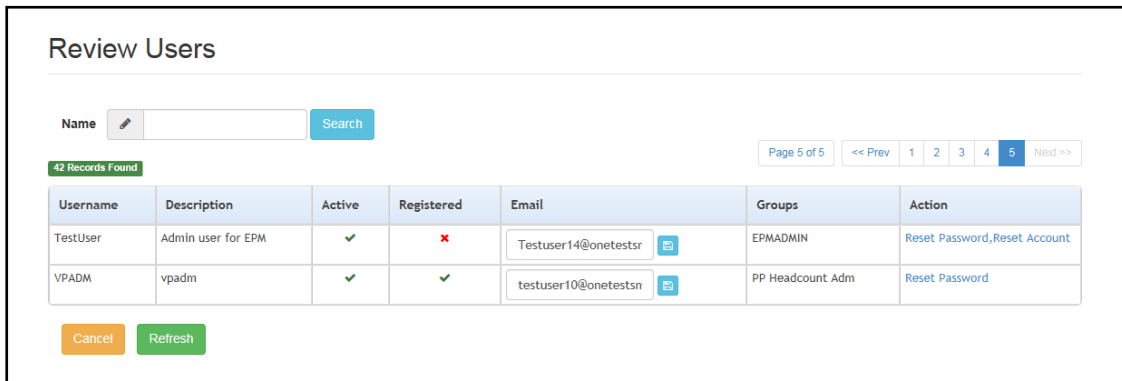 Review Users
Name Search
Page 5 of 5 << Prev 1 2 3 4 5 Next >>
42 Records Found
Username Description Active Registered Email Groups Action
TestUser Admin user for EPM Testuser14@onetestsr EPMADMIN Reset Password,Reset Account
VPADM vpadm testuser10@onetestsn PP Headcount Adm Reset Password
Cancel Refresh